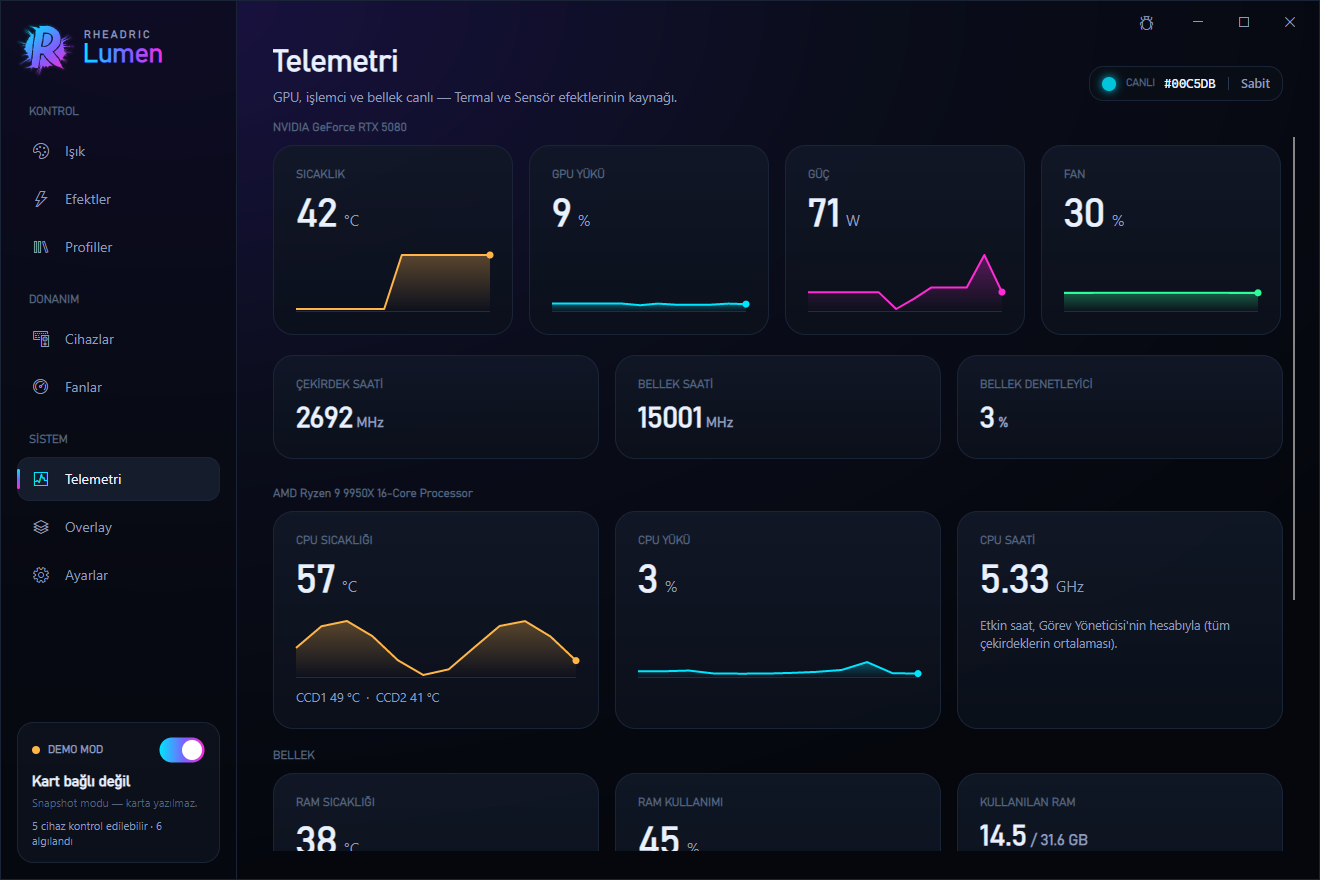 RHEADRIC
Lumen
KONTROL
Işık
Efektler
Profiller
DONANIM
Cihazlar
Fanlar
SİSTEM
Telemetri
Overlay
Ayarlar
DEMO MOD
Kart bağlı değil
Snapshot modu — karta yazılmaz.
5 cihaz kontrol edilebilir · 6
algılandı
Telemetri
GPU, işlemci ve bellek canlı — Termal ve Sensör efektlerinin kaynağı.
CANLI #00C5DB Sabit
NVIDIA GeForce RTX 5080
SICAKLIK
42 °C
GPU YÜKÜ
9 %
GÜÇ
71 W
FAN
30 %
ÇEKİRDEK SAATİ
2692 MHz
BELLEK SAATİ
15001 MHz
BELLEK DENETLEYİCİ
3 %
AMD Ryzen 9 9950X 16-Core Processor
CPU SICAKLIĞI
57 °C
CCD1 49 °C · CCD2 41 °C
CPU YÜKÜ
3 %
CPU SAATİ
5.33 GHz
Etkin saat, Görev Yöneticisi'nin hesabıyla (tüm
çekirdeklerin ortalaması).
BELLEK
RAM SICAKLIĞI
38 °C
RAM KULLANIMI
45 %
KULLANILAN RAM
14.5 / 31.6 GB